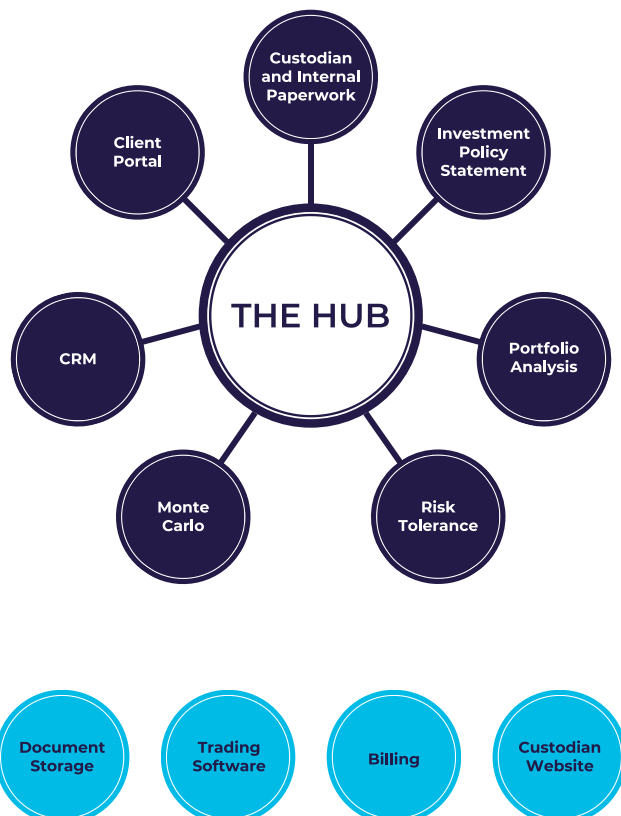 Custodian
and Internal
Paperwork
Client
Portal
Investment
Policy
Statement
THE HUB
CRM
Portfolio
Analysis
Monte
Carlo
Risk
Tolerance
Document
Storage
Trading
Software
Billing
Custodian
Website